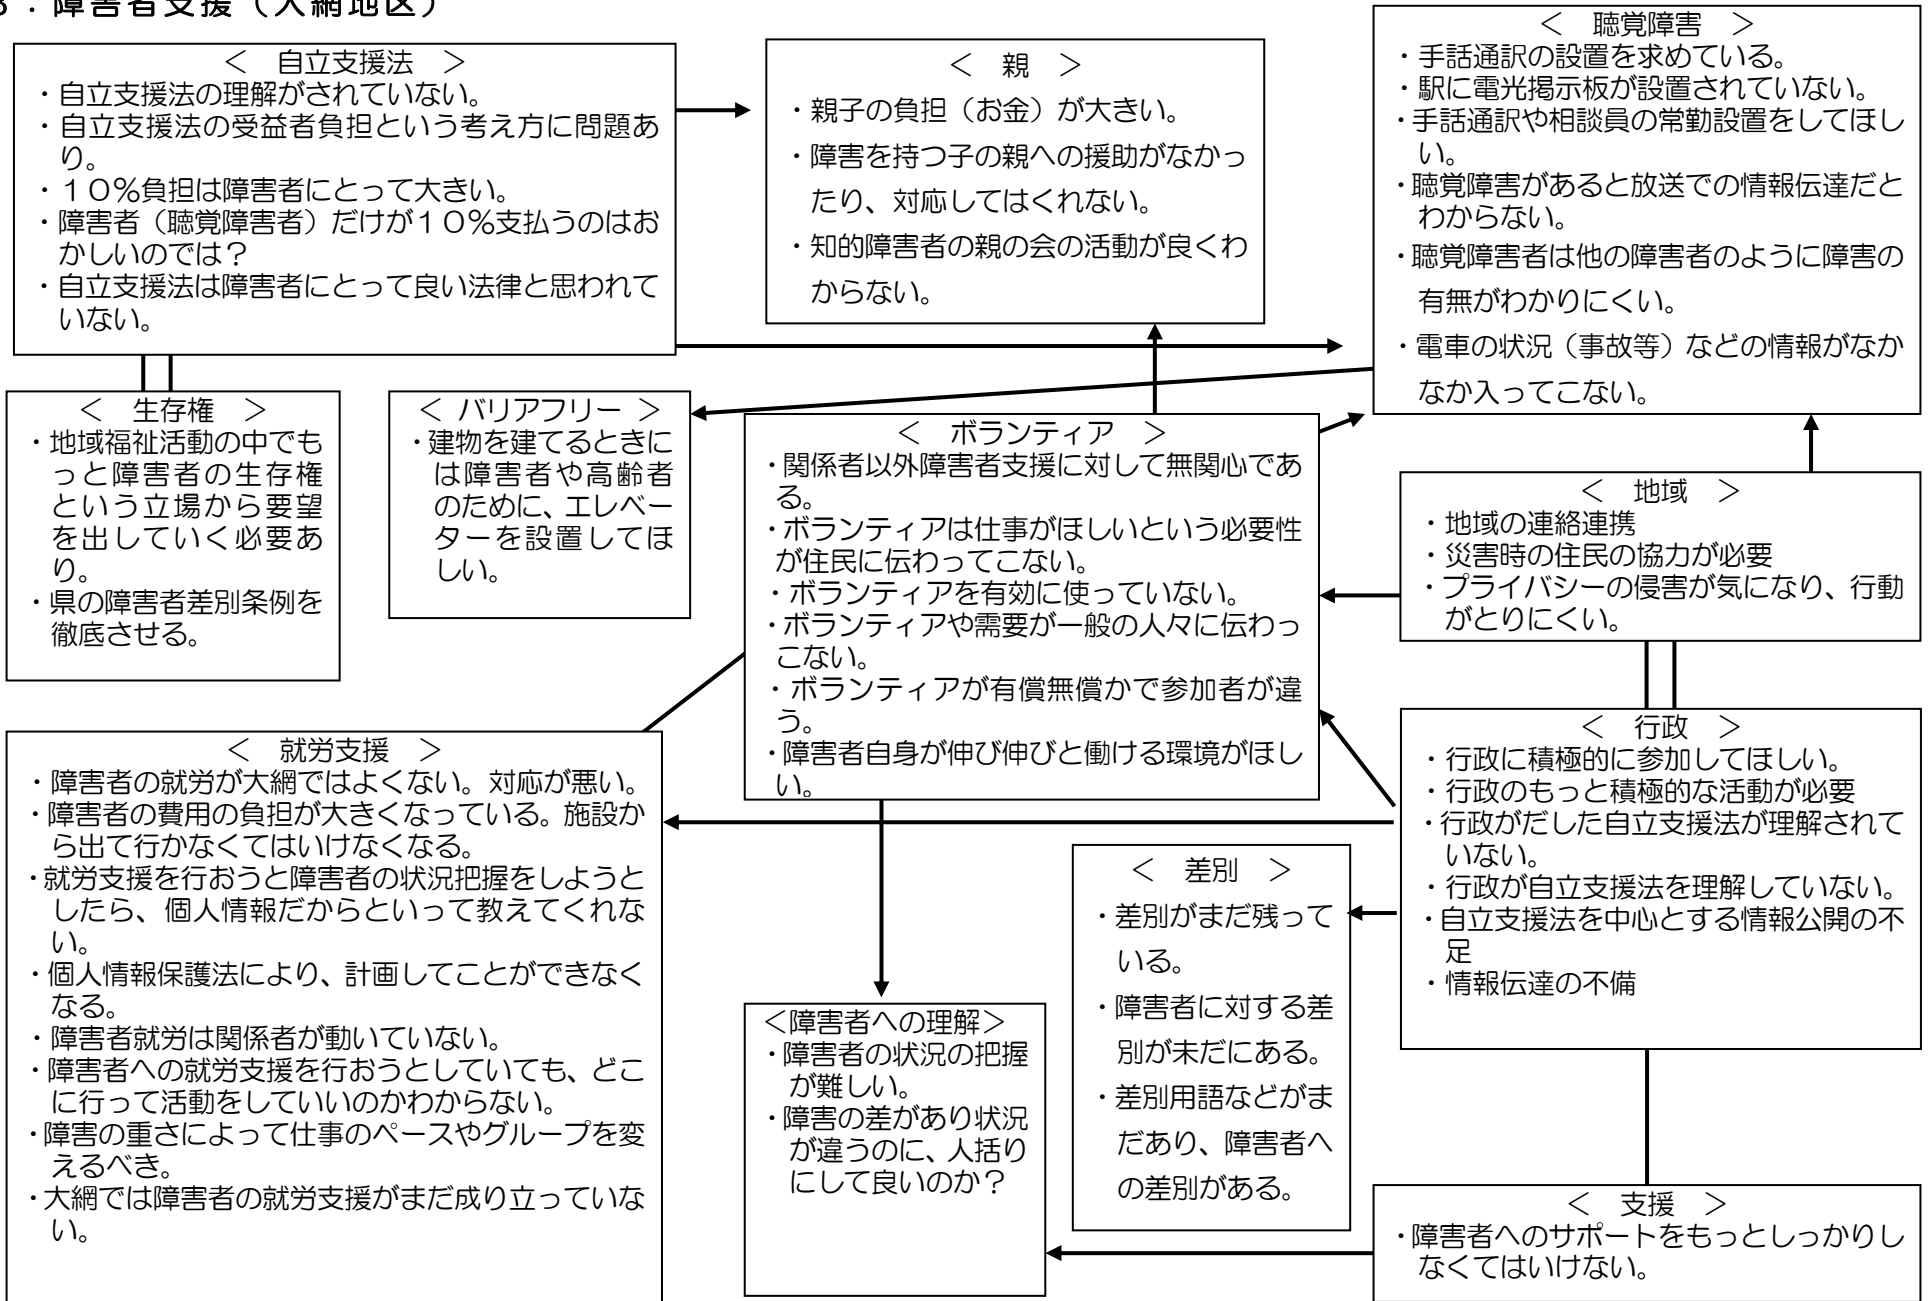 ：障害者支援（大網地区）
＜　自立支援法　＞
・自立支援法の理解がされていない。
・自立支援法の受益者負担という考え方に問題あ
り。
・１０％負担は障害者にとって大きい。
・障害者（聴覚障害者）だけが１０％支払うのはお
かしいのでは？
・自立支援法は障害者にとって良い法律と思われて
いない。
＜　親　＞
・親子の負担（お金）が大きい。
・障害を持つ子の親への援助がなかっ
たり、対応してはくれない。
・知的障害者の親の会の活動が良くわ
からない。
＜　聴覚障害　＞
・手話通訳の設置を求めている。
・駅に電光掲示板が設置されていない。
・手話通訳や相談員の常勤設置をしてほし
い。
・聴覚障害があると放送での情報伝達だと
わからない。
・聴覚障害者は他の障害者のように障害の
有無がわかりにくい。
・電車の状況（事故等）などの情報がなか
なか入ってこない。
＜　生存権　＞
・地域福祉活動の中でも
っと障害者の生存権
という立場から要望
を出していく必要あ
り。
・県の障害者差別条例を
徹底させる。
＜ バリアフリー ＞
・建物を建てるときに
は障害者や高齢者
のために、エレベー
ターを設置してほ
しい。
＜　ボランティア　＞
・関係者以外障害者支援に対して無関心であ
る。
・ボランティアは仕事がほしいという必要性
が住民に伝わってこない。
・ボランティアを有効に使っていない。
・ボランティアや需要が一般の人々に伝わっ
こない。
・ボランティアが有償無償かで参加者が違
う。
・障害者自身が伸び伸びと働ける環境がほし
い。
＜　地域　＞
・地域の連絡連携
・災害時の住民の協力が必要
・プライバシーの侵害が気になり、行動
がとりにくい。
＜　就労支援　＞
・障害者の就労が大網ではよくない。対応が悪い。
・障害者の費用の負担が大きくなっている。施設か
ら出て行かなくてはいけなくなる。
・就労支援を行おうと障害者の状況把握をしようと
したら、個人情報だからといって教えてくれな
い。
・個人情報保護法により、計画してことができなく
なる。
・障害者就労は関係者が動いていない。
・障害者への就労支援を行おうとしていても、どこ
に行って活動をしていいのかわからない。
・障害の重さによって仕事のペースやグループを変
えるべき。
・大網では障害者の就労支援がまだ成り立っていな
い。
＜障害者への理解＞
・障害者の状況の把握
が難しい。
・障害の差があり状況
が違うのに、人括り
にして良いのか？
＜　差別　＞
・差別がまだ残って
いる。
・障害者に対する差
別が未だにある。
・差別用語などがま
だあり、障害者へ
の差別がある。
＜　行政　＞
・行政に積極的に参加してほしい。
・行政のもっと積極的な活動が必要
・行政がだした自立支援法が理解されて
いない。
・行政が自立支援法を理解していない。
・自立支援法を中心とする情報公開の不
足
・情報伝達の不備
＜　支援　＞
・障害者へのサポートをもっとしっかりし
なくてはいけない。